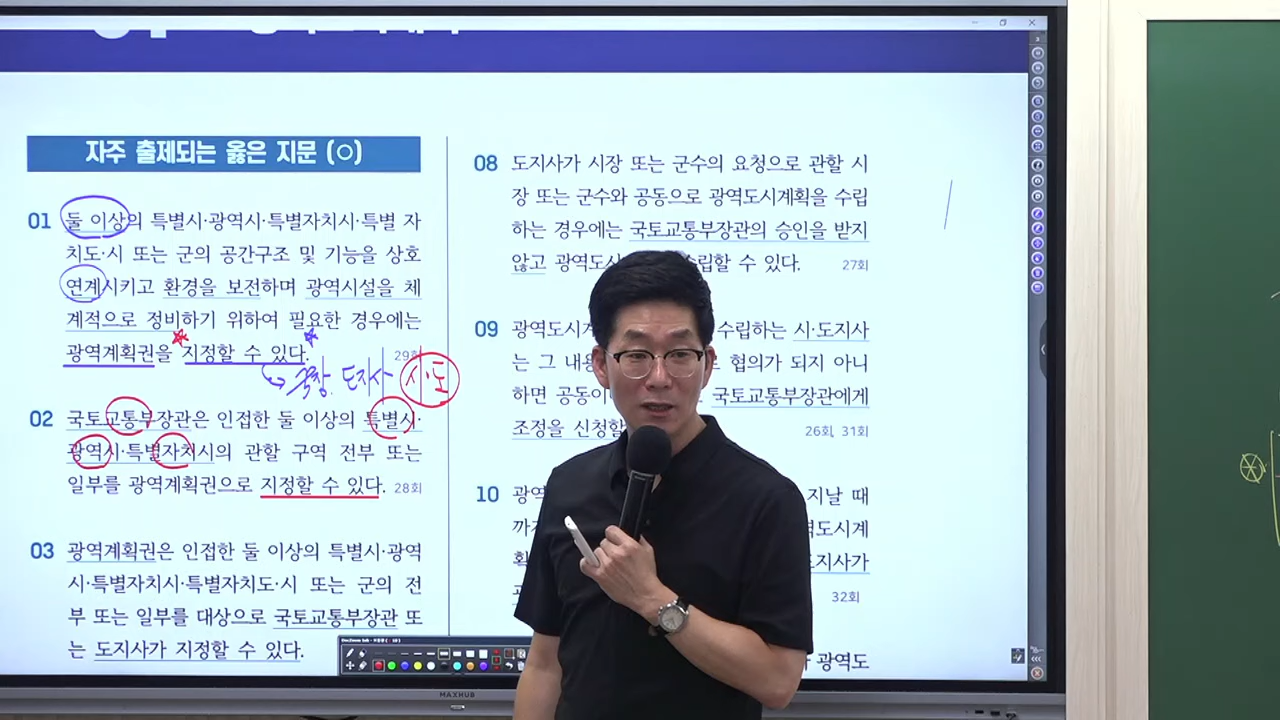 자주 출제되는 옳은 지문 (○)
01 둘 이상의 특별시·광역시·특별자치시·특별 자
치도·시 또는 군의 공간구조 및 기능을 상호
연계시키고 환경을 보전하며 광역시설을 체
계적으로 정비하기 위하여 필요한 경우에는
광역계획권을 지정할 수 있다. 29회
국장 도지사 시·도
02 국토교통부장관은 인접한 둘 이상의 특별시·
광역시·특별자치시의 관할 구역 전부 또는
일부를 광역계획권으로 지정할 수 있다. 28회
03 광역계획권은 인접한 둘 이상의 특별시·광역
시·특별자치시·특별자치도·시 또는 군의 전
부 또는 일부를 대상으로 국토교통부장관 또
는 도지사가 지정할 수 있다.
08 도지사가 시장 또는 군수의 요청으로 관할 시
장 또는 군수와 공동으로 광역도시계획을 수립
하는 경우에는 국토교통부장관의 승인을 받지
않고 광역도시 수립할 수 있다. 27회
09 광역도시계 수립하는 시·도지사
는 그 내용 협의가 되지 아니
하면 공동이 국토교통부장관에게
조정을 신청할 26회, 31회
10 광역 지날 때
까지 역도시계
획 도지사가
32회
광역도
MAXHUB